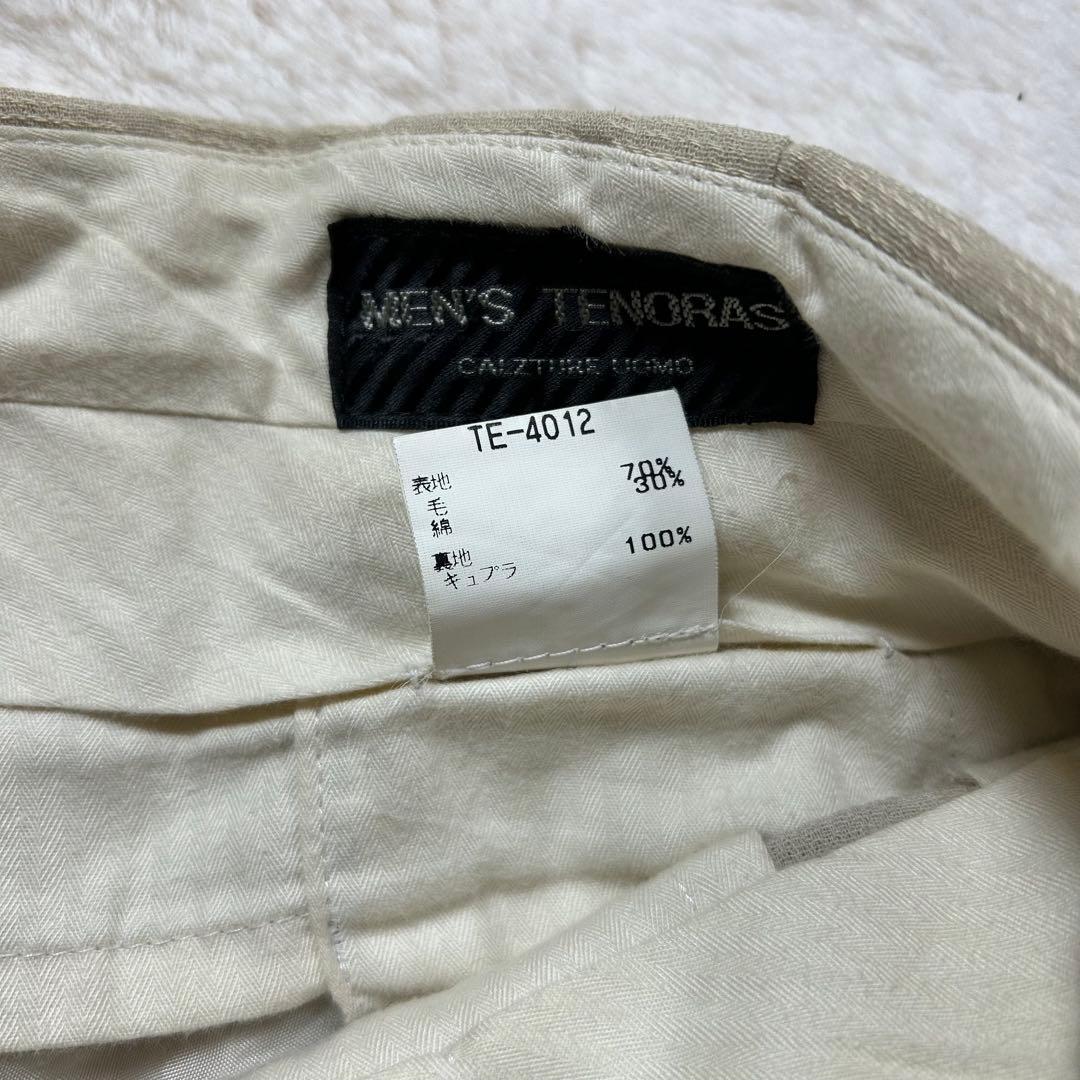 MEN'S TENORAS
CALZTURE UOMO
TE-4012
表地
毛 70%
綿 30%
裏地
キュプラ 100%